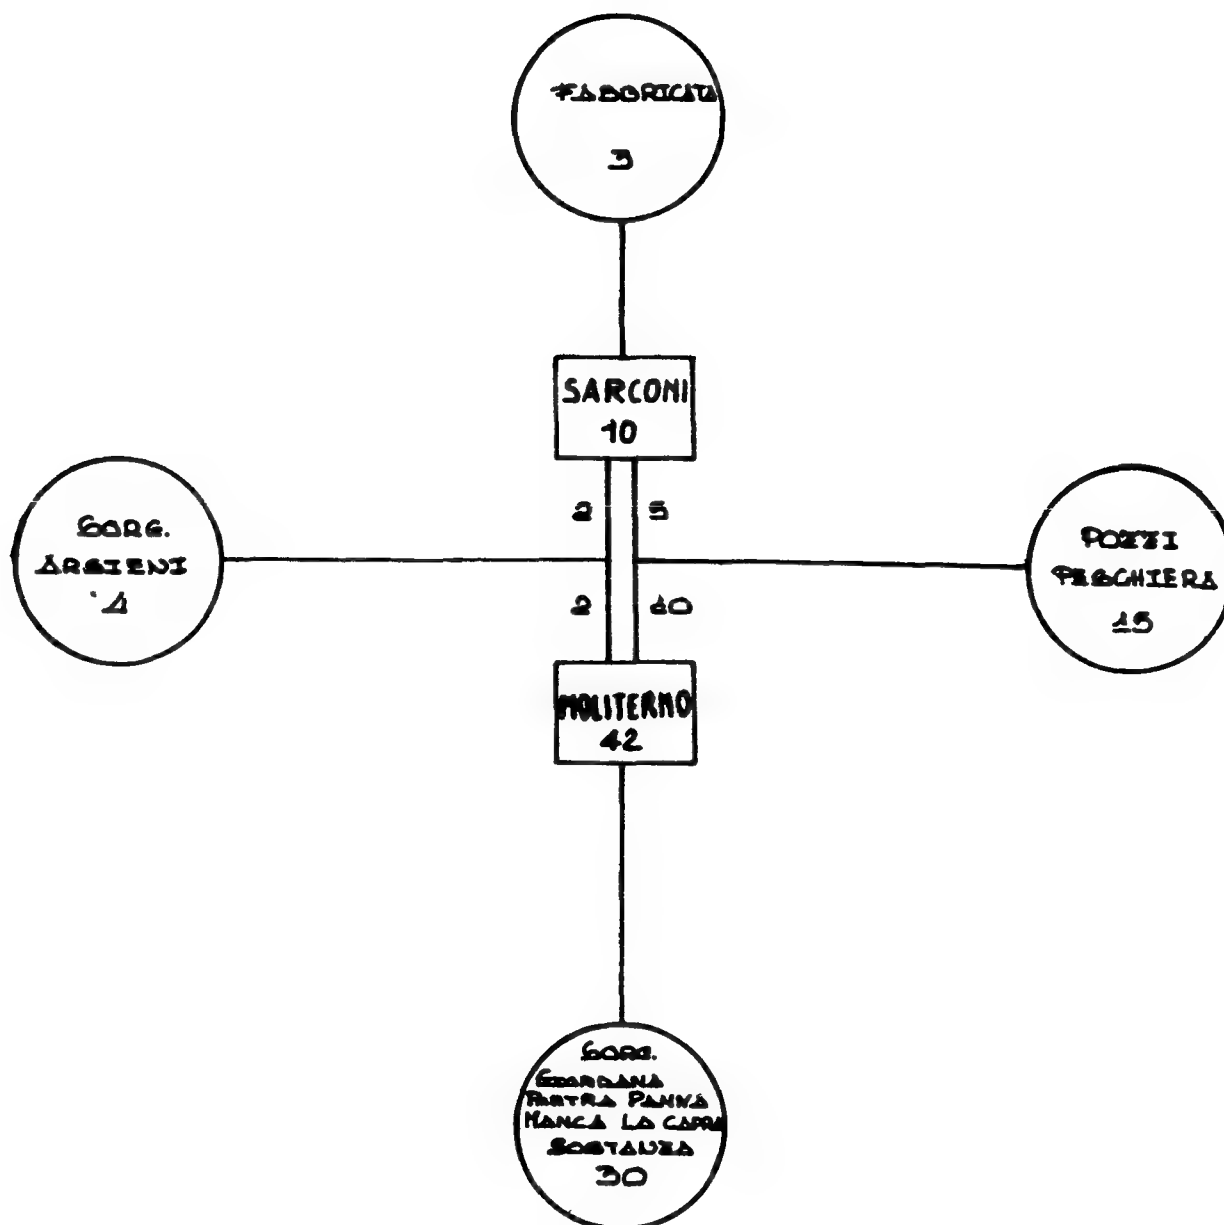 FABBRICATA
3
SARCONI
10
2 5
SORG.
ARGIENI
4
POZZI
PESCHIERA
15
2 10
MOLITERNO
42
SORG.
GIORDANA
PIETRA PANNA
MANCA LA CAPRA
SOSTANZA
30